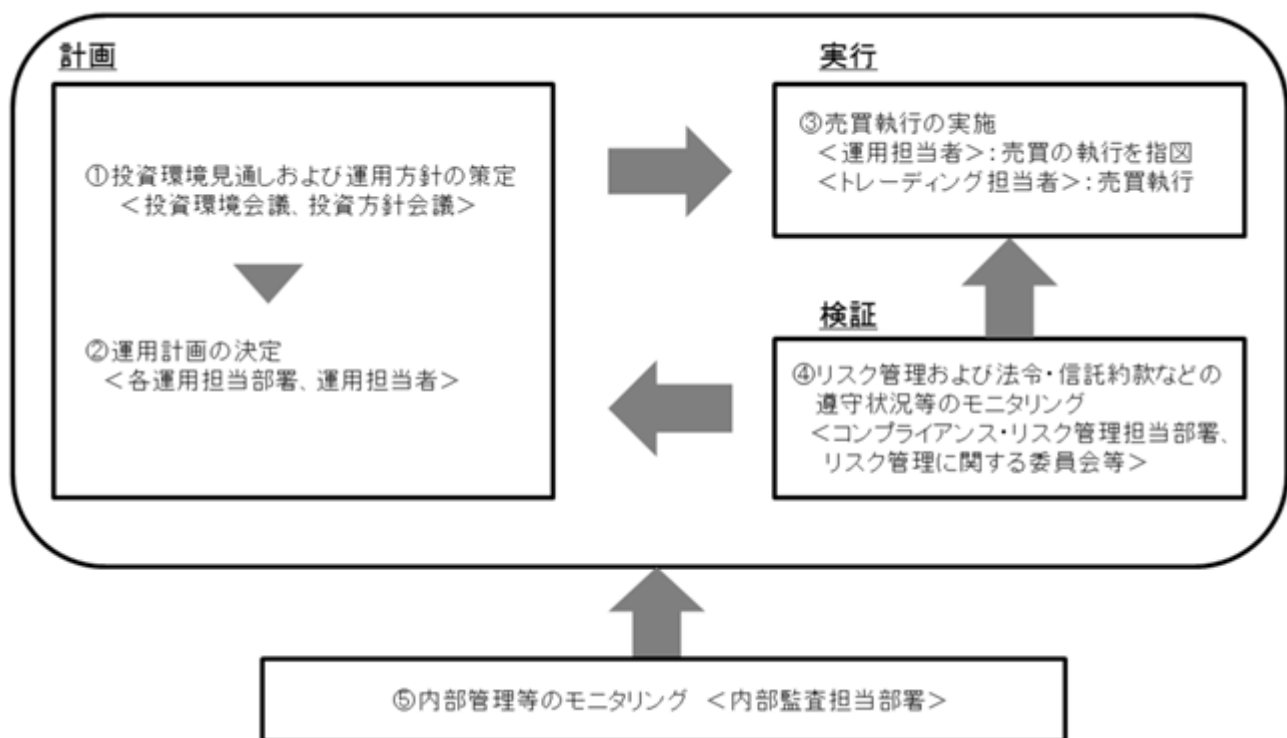 計画
①投資環境見通しおよび運用方針の策定
＜投資環境会議、投資方針会議＞
②運用計画の決定
＜各運用担当部署、運用担当者＞
実行
③売買執行の実施
＜運用担当者＞：売買の執行を指図
＜トレーディング担当者＞：売買執行
検証
④リスク管理および法令・信託約款などの
遵守状況等のモニタリング
＜コンプライアンス・リスク管理担当部署、
リスク管理に関する委員会等＞
⑤内部管理等のモニタリング ＜内部監査担当部署＞